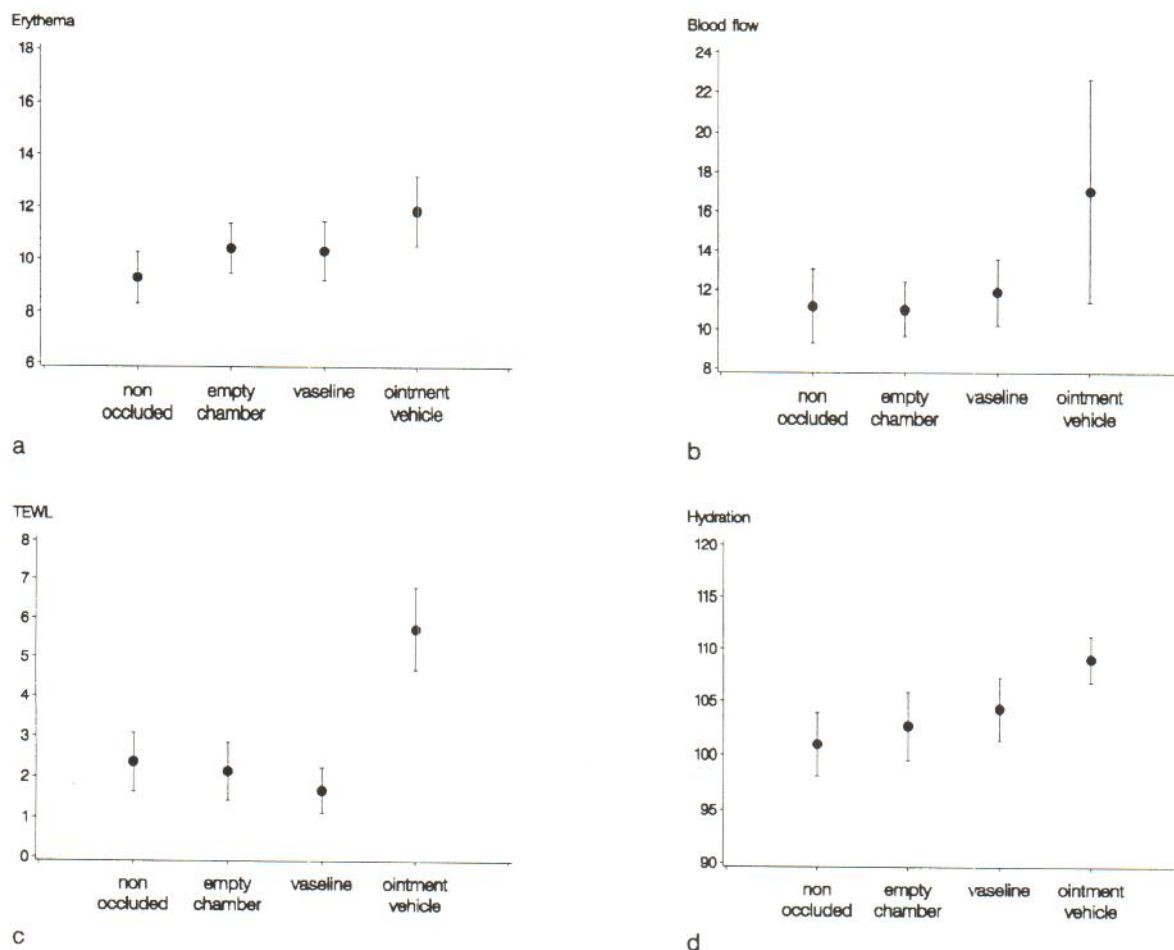 Erythema
18
16
14
12
10
8
6
non occluded
empty chamber
vaseline
ointment vehicle
a
Blood flow
24
22
20
18
16
14
12
10
8
non occluded
empty chamber
vaseline
ointment vehicle
b
TEWL
8
7
6
5
4
3
2
1
0
non occluded
empty chamber
vaseline
ointment vehicle
c
Hydration
120
115
110
105
100
95
90
non occluded
empty chamber
vaseline
ointment vehicle
d